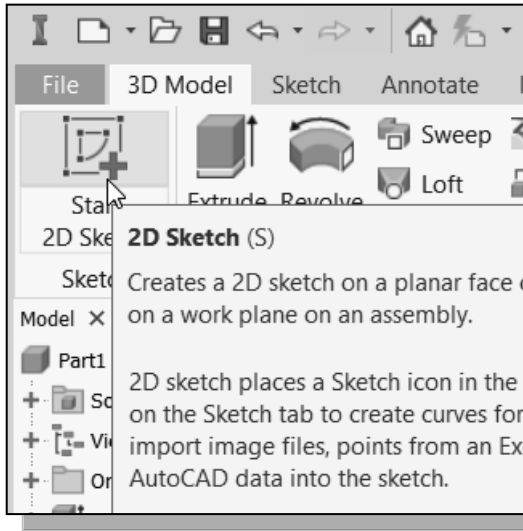 File 3D Model Sketch Annotate
Sweep
Loft
Extrude Revolve
2D Sketch (S)
Creates a 2D sketch on a planar face
on a work plane on an assembly.
2D sketch places a Sketch icon in the
on the Sketch tab to create curves for
import image files, points from an
AutoCAD data into the sketch.
Model
Part1